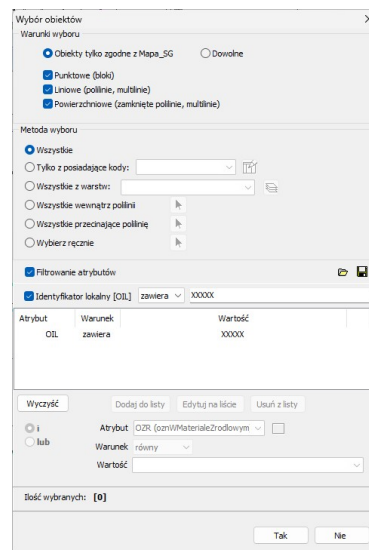 Wybór obiektów
Warunki wyboru
Obiekty tylko zgodne z Mapa_SG Dowolne
Punktowe (bloki)
Liniowe (polilinie, multilinie)
Powierzchniowe (zamknięte polilinie, multilinie)
Metoda wyboru
Wszystkie
Tylko z posiadające kody:
Wszystkie z warstw:
Wszystkie wewnątrz polilinii
Wszystkie przecinające polilinię
Wybierz ręcznie
Filtrowanie atrybutów
Identyfikator lokalny [OIL] zawiera XXXXX
Atrybut Warunek Wartość
OIL zawiera XXXXX
Wyczyść Dodaj do listy Edytuj na liście Usuń z listy
i Atrybut OZR (oznWMaterialeZrodlowym
lub Warunek równy
Wartość
Ilość wybranych: [0]
Tak Nie